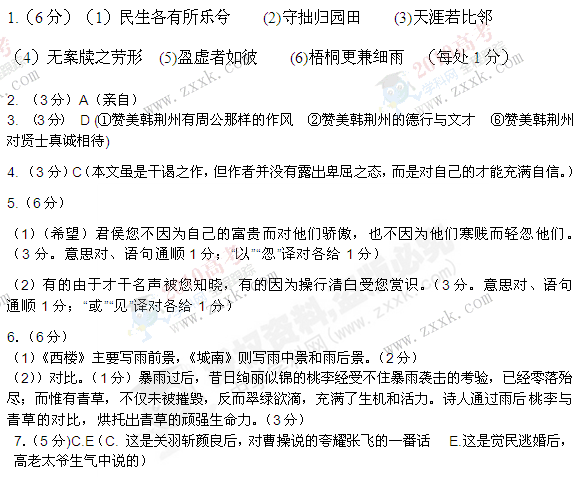 1.（6分）（1）民生各有所乐兮 (2)守拙归园田 (3)天涯若比邻
（4）无案牍之劳形 (5)盈虚者如彼 (6)梧桐更兼细雨 （每处1分）
2. （3分）A（亲自）
3. （3分） D (①赞美韩荆州有周公那样的作风 ②赞美韩荆州的德行与文才 ⑥赞美韩荆州
对贤士真诚相待)
4. （3分）C（本文虽是干谒之作，但作者并没有露出卑屈之态，而是对自己的才能充满自信。）
5.（6分）
（1）（希望）君侯您不因为自己的富贵而对他们骄傲，也不因为他们寒贱而轻忽他们。
（3分。意思对、语句通顺1分；“以”“忽”译对各给 1分）
（2）有的由于才干名声被您知晓，有的因为操行清白受您赏识。（3分。意思对、语句
通顺1分；“或”“见”译对各给 1分）
6.（6分）
（1）《西楼》主要写雨前景，《城南》则写雨中景和雨后景。（2分）
（2））对比。（1分）暴雨过后，昔日绮丽似锦的桃李经受不住暴雨袭击的考验，已经零落殆
尽；而惟有青草，不仅未被摧毁，反而翠绿欲滴，充满了生机和活力。诗人通过雨后桃李与
青草的对比，烘托出青草的顽强生命力。（3分）
7.（5分)C.E（C. 这是关羽斩颜良后，对曹操说的夸耀张飞的一番话 E.这是觉民逃婚后，
高老太爷生气中说的）
www.zxxk.com